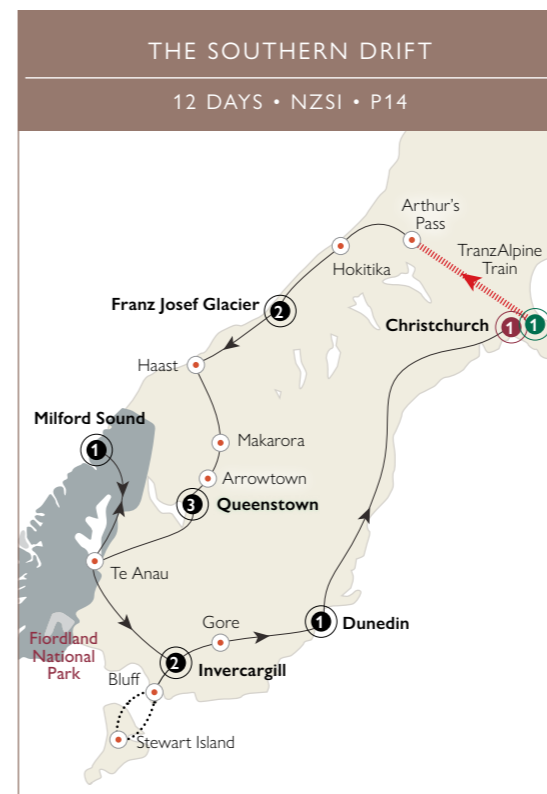 THE SOUTHERN DRIFT
12 DAYS • NZSI • P14
Arthur's
Pass
TranzAlpine
Train
Hokitika
Franz Josef Glacier
2
Christchurch
1
1
Haast
Milford Sound
1
Makarora
Arrowtown
3
Queenstown
Te Anau
Gore
1
Dunedin
Fiordland
National
Park
2
Invercargill
Bluff
Stewart Island